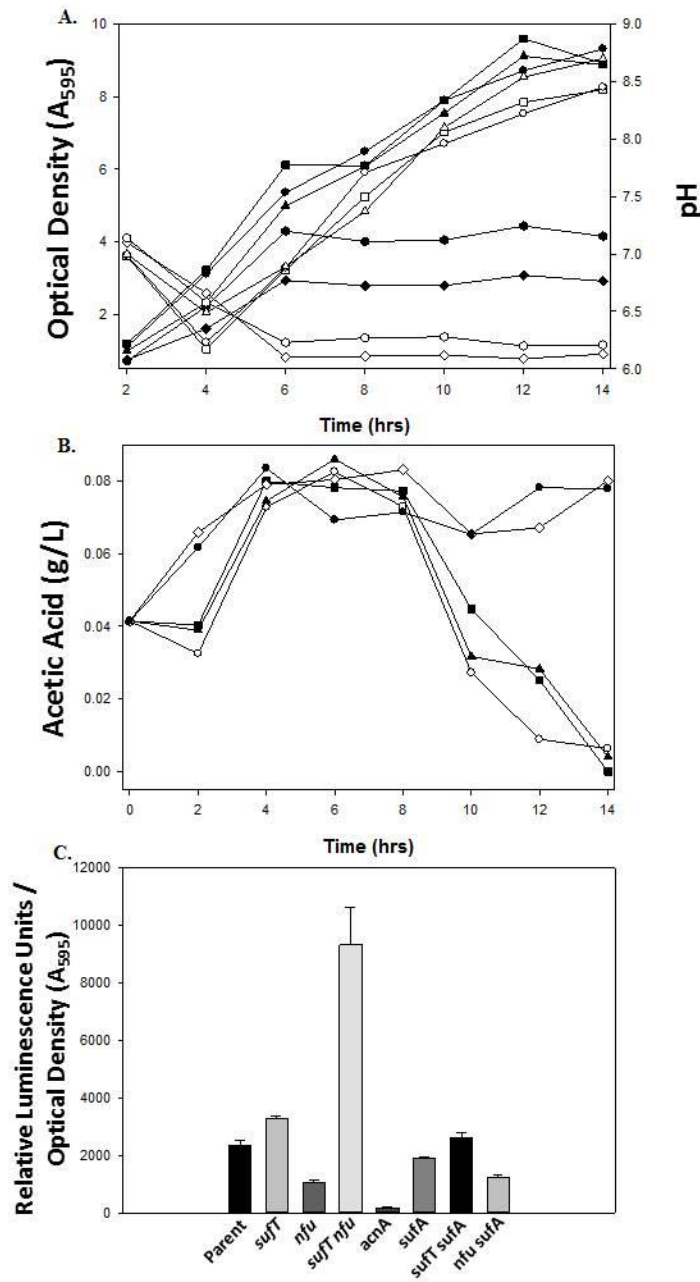 A.
Optical Density (A595)
10
8
6
4
2
9.0
8.5
8.0
7.5
7.0
6.5
6.0
pH
2 4 6 8 10 12 14
Time (hrs)
B.
Acetic Acid (g/L)
0.08
0.06
0.04
0.02
0.00
0 2 4 6 8 10 12 14
Time (hrs)
C.
Relative Luminescence Units /
Optical Density (A595)
12000
10000
8000
6000
4000
2000
0
Parent
sufT
nfu
sufT nfu
acnA
sufA
sufT sufA
nfu sufA